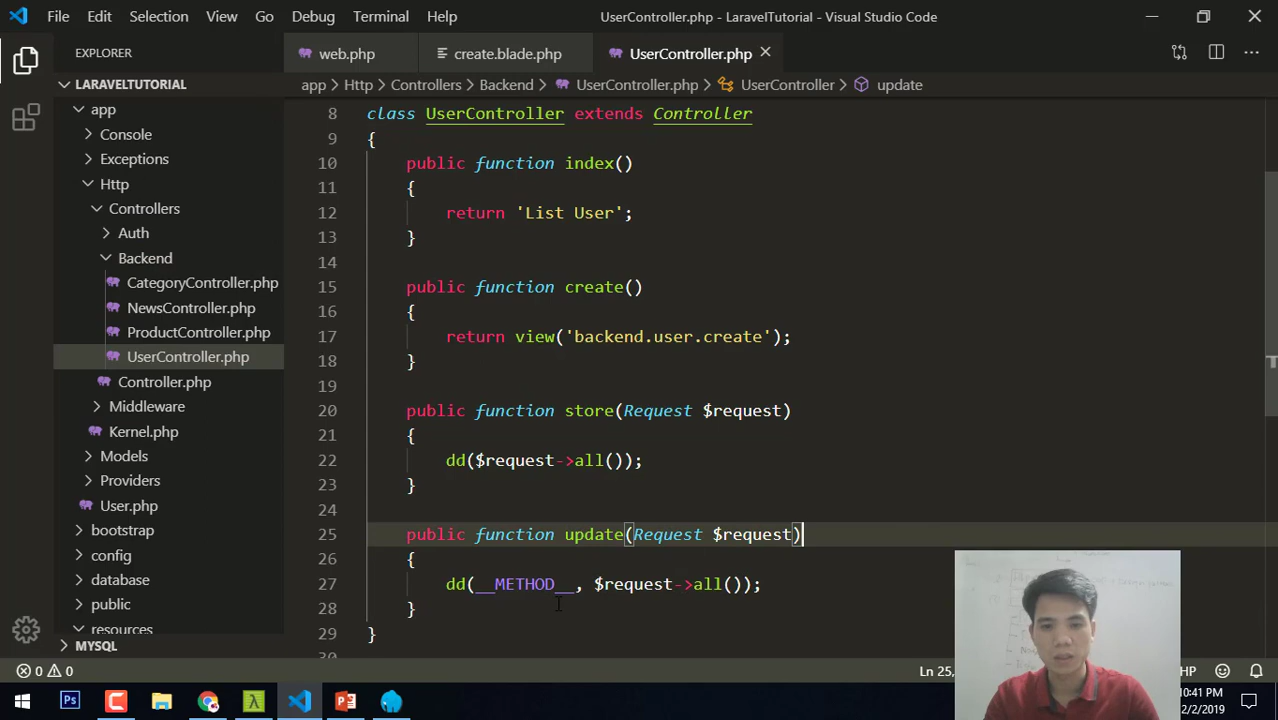 File Edit Selection View Go Debug Terminal Help UserController.php - LaravelTutorial - Visual Studio Code
EXPLORER
LARAVELTUTORIAL
app
Console
Exceptions
Http
Controllers
Auth
Backend
CategoryController.php
NewsController.php
ProductController.php
UserController.php
Controller.php
Middleware
Kernel.php
Models
Providers
User.php
bootstrap
config
database
public
resources
MYSQL
web.php create.blade.php UserController.php
app > Http > Controllers > Backend > UserController.php > UserController > update
8 class UserController extends Controller
9 {
10 public function index()
11 {
12 return 'List User';
13 }
14
15 public function create()
16 {
17 return view('backend.user.create');
18 }
19
20 public function store(Request $request)
21 {
22 dd($request->all());
23 }
24
25 public function update(Request $request)
26 {
27 dd(__METHOD__, $request->all());
28 }
29 }
30
0 0 Ln 25, HP
Ps P
10:41 PM
2/2/2019